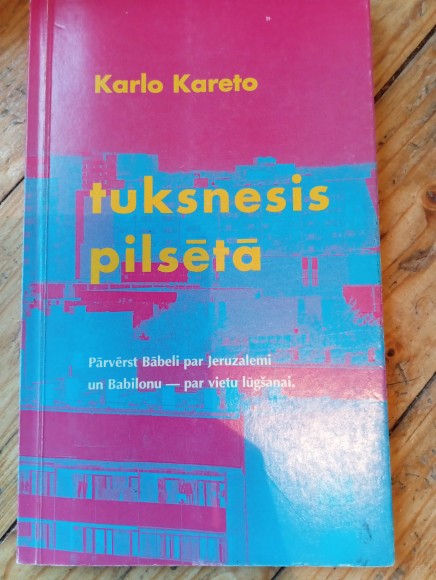 Karlo Kareto
tuksnesis
pilsētā
Pārvērst Bābeli par Jeruzalemi
un Babilonu — par vietu lūgšanai.